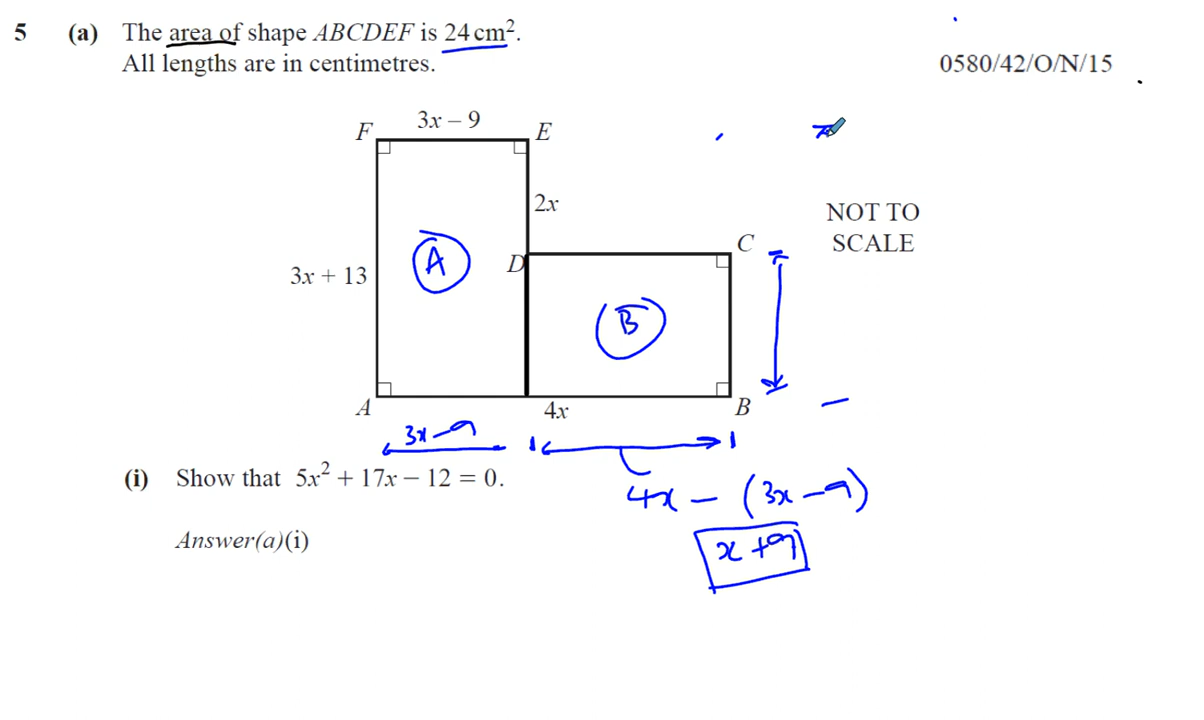 5 (a) The area of shape ABCDEF is 24 cm².
All lengths are in centimetres.
0580/42/O/N/15
3x – 9
F
E
2x
NOT TO
SCALE
C
D
A
3x + 13
B
A
4x
B
3x – 9
(i) Show that 5x² + 17x – 12 = 0.
4x – (3x – 9)
Answer(a)(i)
x + 9